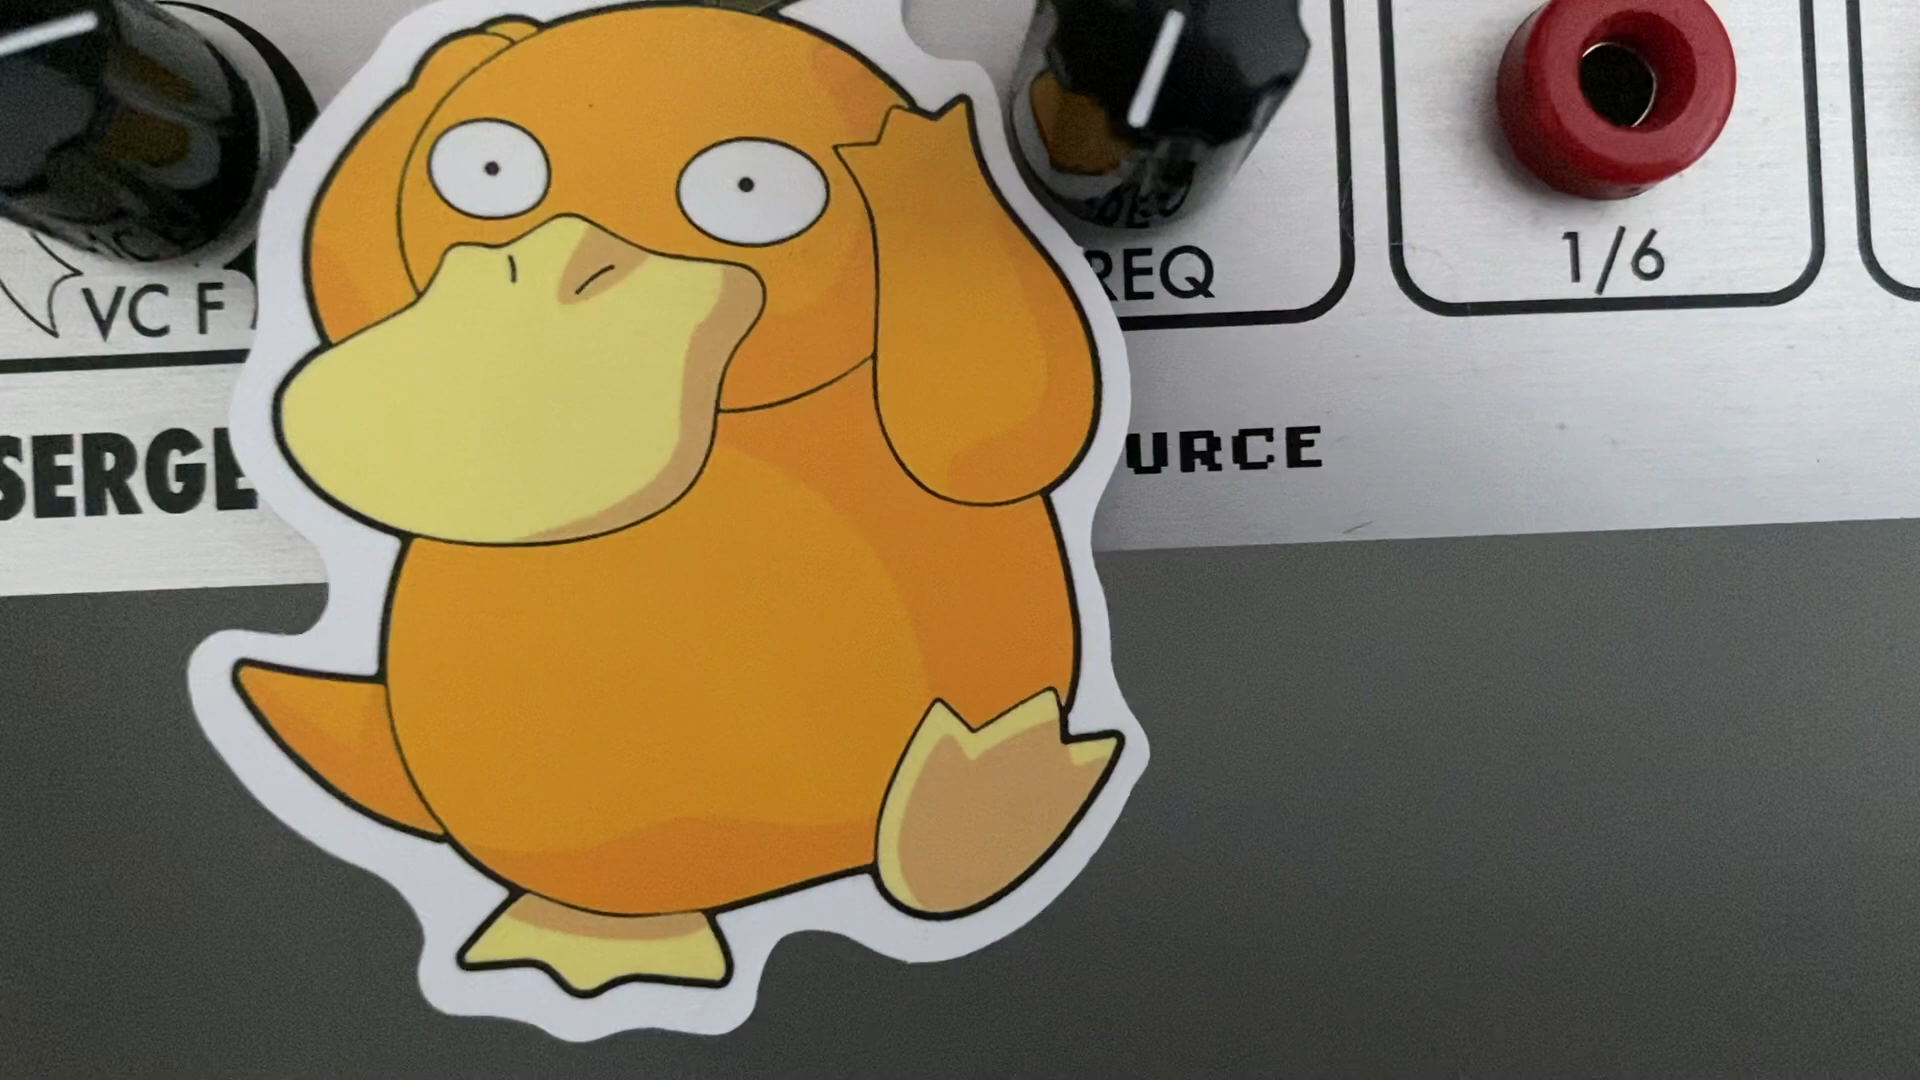 VC F
REQ
1/6
SERGE
URCE